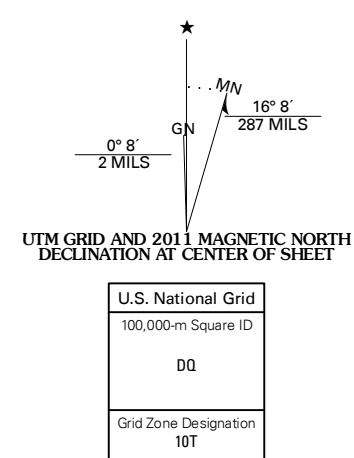 ★
MN
GN
16° 8´
287 MILS
0° 8´
2 MILS
UTM GRID AND 2011 MAGNETIC NORTH
DECLINATION AT CENTER OF SHEET
U.S. National Grid
100,000-m Square ID
DQ
Grid Zone Designation
10T